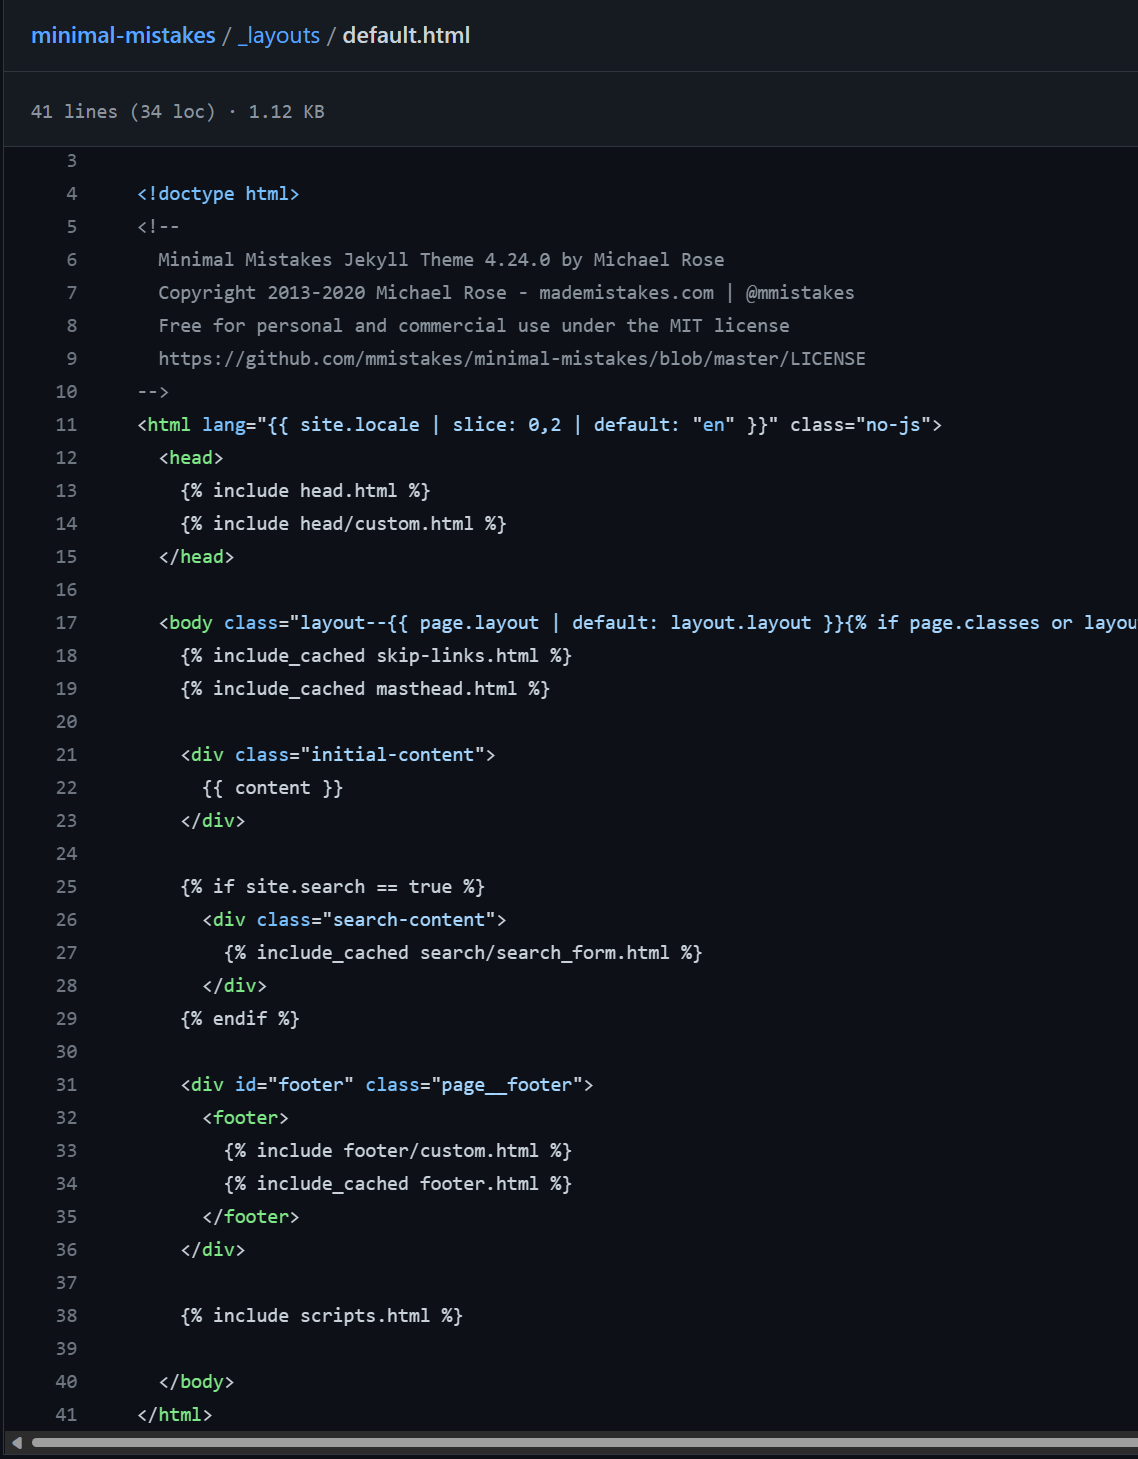 minimal-mistakes / _layouts / default.html
41 lines (34 loc) · 1.12 KB
3
4 <!doctype html>
5 <!--
6 Minimal Mistakes Jekyll Theme 4.24.0 by Michael Rose
7 Copyright 2013-2020 Michael Rose - mademistakes.com | @mmistakes
8 Free for personal and commercial use under the MIT license
9 https://github.com/mmistakes/minimal-mistakes/blob/master/LICENSE
10 -->
11 <html lang="{{ site.locale | slice: 0,2 | default: "en" }}" class="no-js">
12 <head>
13 {% include head.html %}
14 {% include head/custom.html %}
15 </head>
16
17 <body class="layout--{{ page.layout | default: layout.layout }}{% if page.classes or layou
18 {% include_cached skip-links.html %}
19 {% include_cached masthead.html %}
20
21 <div class="initial-content">
22 {{ content }}
23 </div>
24
25 {% if site.search == true %}
26 <div class="search-content">
27 {% include_cached search/search_form.html %}
28 </div>
29 {% endif %}
30
31 <div id="footer" class="page__footer">
32 <footer>
33 {% include footer/custom.html %}
34 {% include_cached footer.html %}
35 </footer>
36 </div>
37
38 {% include scripts.html %}
39
40 </body>
41 </html>